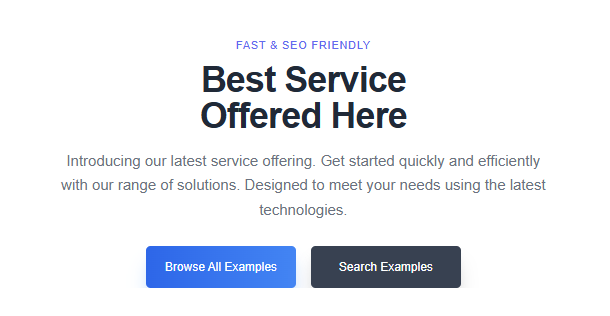 FAST & SEO FRIENDLY
Best Service
Offered Here
Introducing our latest service offering. Get started quickly and efficiently
with our range of solutions. Designed to meet your needs using the latest
technologies.
Browse All Examples
Search Examples